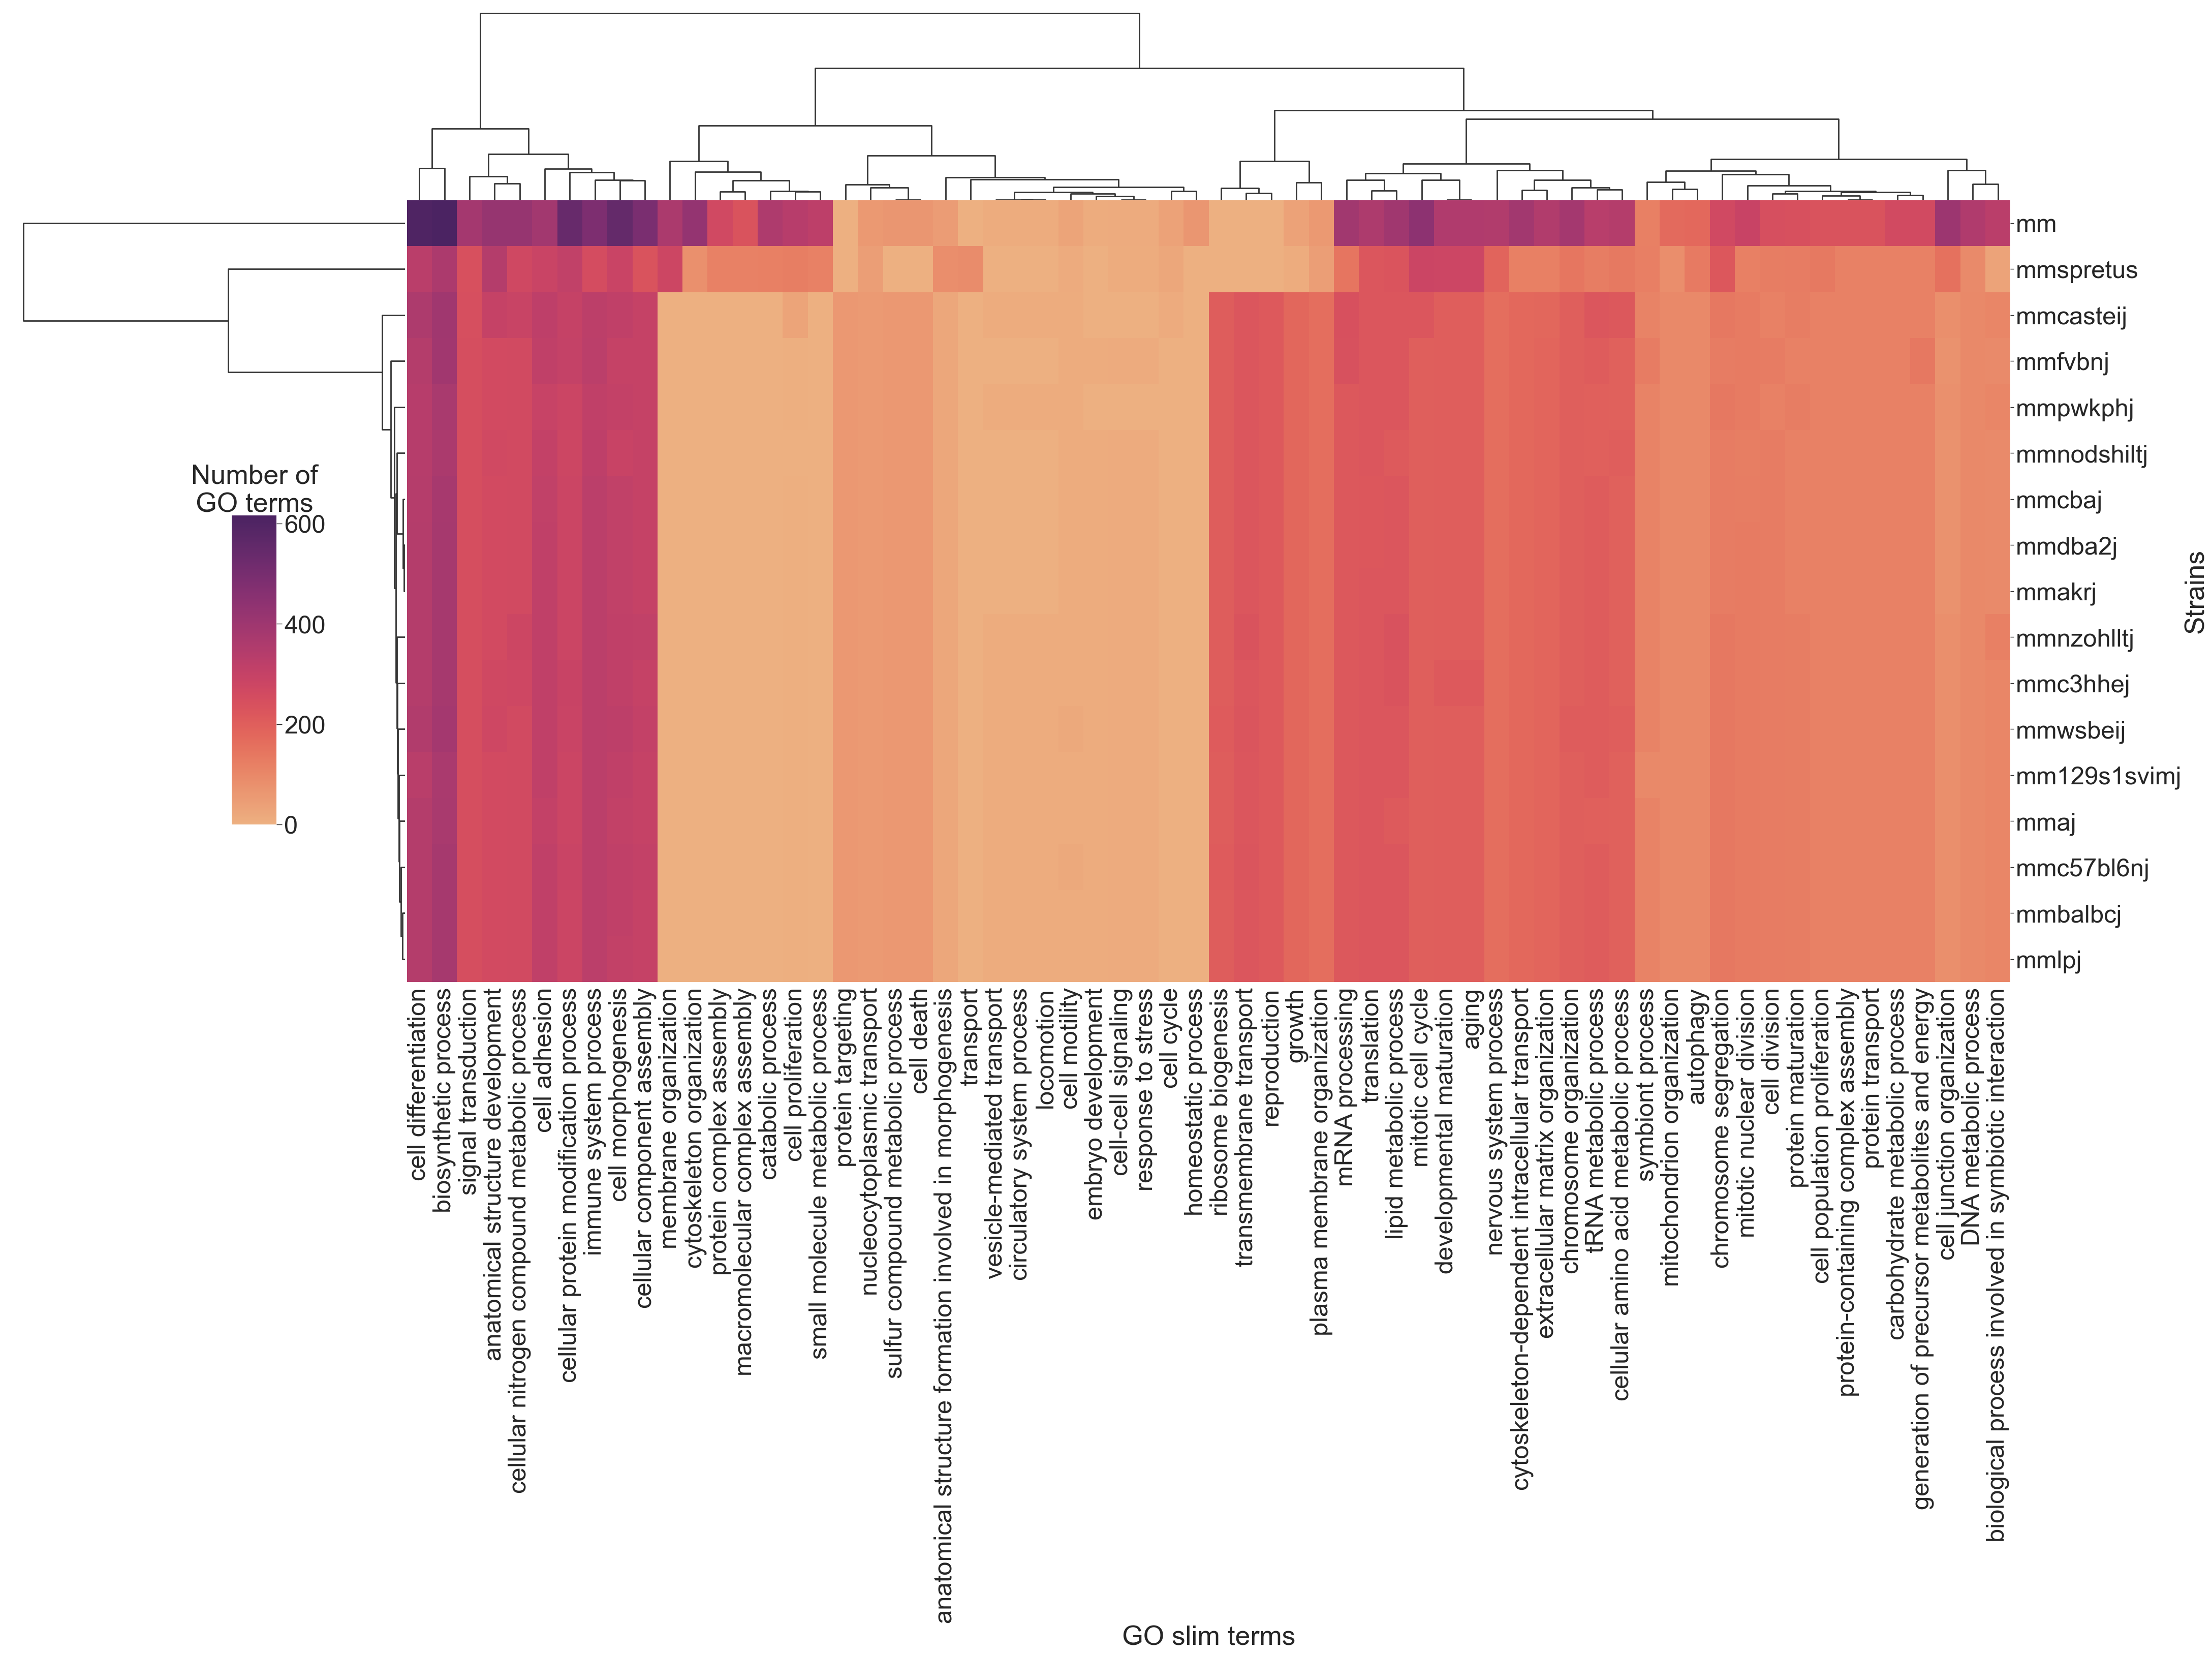 mm
mmspretus
mmcasteij
mmfvbnj
mmpwkphj
mmnodshiltj
mmcbaj
mmdba2j
mmakrj
mmnzohlltj
mmc3hhej
mmwsbeij
mm129s1svimj
mmaj
mmc57bl6nj
mmbalbcj
mmlpj
Strains
Number of
GO terms
600
400
200
0
cell differentiation
biosynthetic process
signal transduction
anatomical structure development
cellular nitrogen compound metabolic process
cell adhesion
cellular protein modification process
immune system process
cell morphogenesis
cellular component assembly
membrane organization
cytoskeleton organization
protein complex assembly
macromolecular complex assembly
catabolic process
cell proliferation
small molecule metabolic process
protein targeting
nucleocytoplasmic transport
sulfur compound metabolic process
cell death
anatomical structure formation involved in morphogenesis
transport
vesicle-mediated transport
circulatory system process
locomotion
cell motility
embryo development
cell-cell signaling
response to stress
cell cycle
homeostatic process
ribosome biogenesis
transmembrane transport
reproduction
growth
plasma membrane organization
mRNA processing
translation
lipid metabolic process
mitotic cell cycle
developmental maturation
aging
nervous system process
cytoskeleton-dependent intracellular transport
extracellular matrix organization
chromosome organization
tRNA metabolic process
cellular amino acid metabolic process
symbiont process
mitochondrion organization
autophagy
chromosome segregation
mitotic nuclear division
cell division
protein maturation
cell population proliferation
protein-containing complex assembly
protein transport
carbohydrate metabolic process
generation of precursor metabolites and energy
cell junction organization
DNA metabolic process
biological process involved in symbiotic interaction
GO slim terms